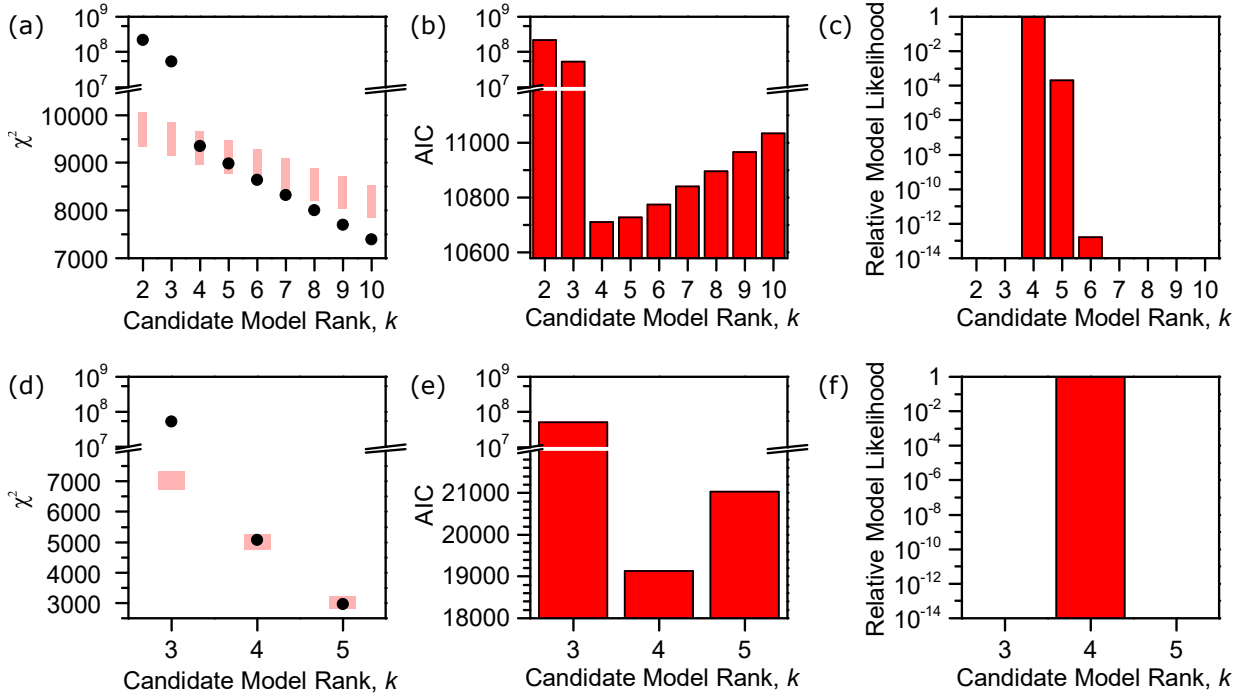 (a)
10⁹
10⁸
10⁷
10000
9000
8000
7000
χ²
2 3 4 5 6 7 8 9 10
Candidate Model Rank, k
(b)
10⁹
10⁸
10⁷
11000
10800
10600
AIC
2 3 4 5 6 7 8 9 10
Candidate Model Rank, k
(c)
1
10⁻²
10⁻⁴
10⁻⁶
10⁻⁸
10⁻¹⁰
10⁻¹²
10⁻¹⁴
Relative Model Likelihood
2 3 4 5 6 7 8 9 10
Candidate Model Rank, k
(d)
10⁹
10⁸
10⁷
7000
6000
5000
4000
3000
χ²
3 4 5
Candidate Model Rank, k
(e)
10⁹
10⁸
10⁷
21000
20000
19000
18000
AIC
3 4 5
Candidate Model Rank, k
(f)
1
10⁻²
10⁻⁴
10⁻⁶
10⁻⁸
10⁻¹⁰
10⁻¹²
10⁻¹⁴
Relative Model Likelihood
3 4 5
Candidate Model Rank, k